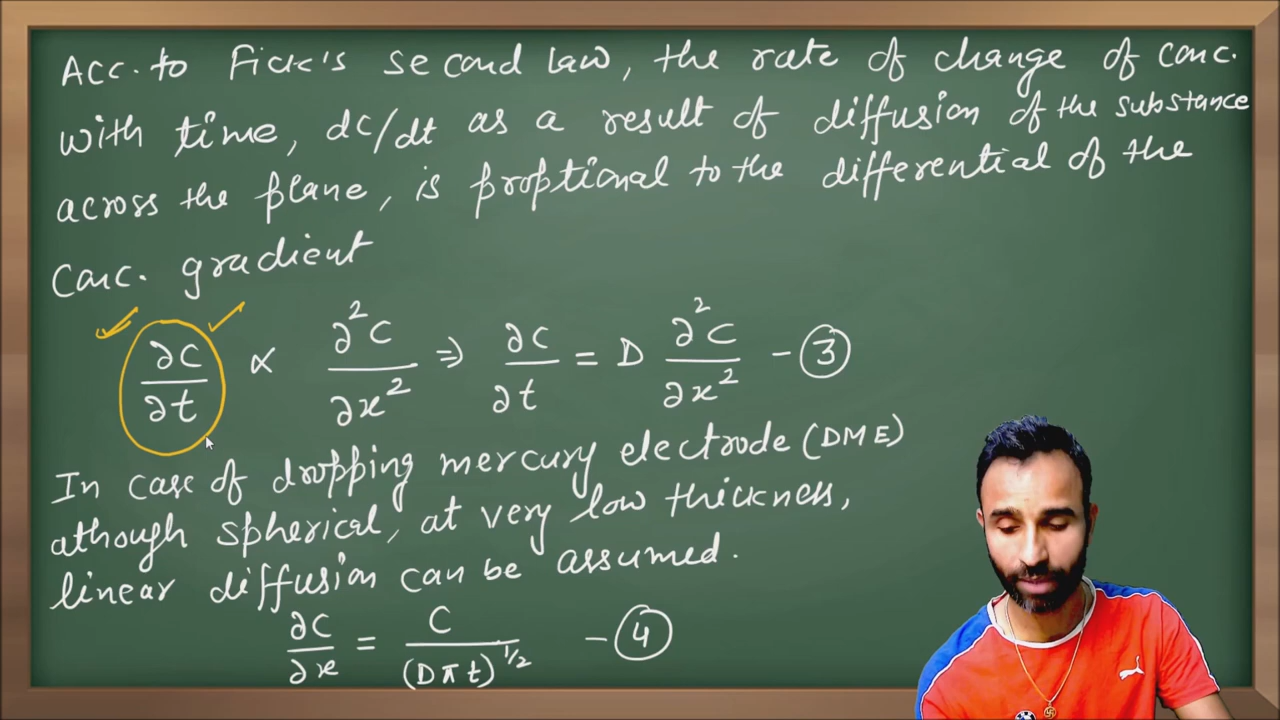 Acc. to Fick's second law, the rate of change of conc.
with time, dc/dt as a result of diffusion of the substance
across the plane, is proptional to the differential of the
Conc. gradient
∂c/∂t ∝ ∂²c/∂x² ⇒ ∂c/∂t = D ∂²c/∂x² - ③
In case of dropping mercury electrode (DME)
athough spherical, at very low thickness,
linear diffusion can be assumed.
∂c/∂x = C/(Dπt)^1/2 - ④